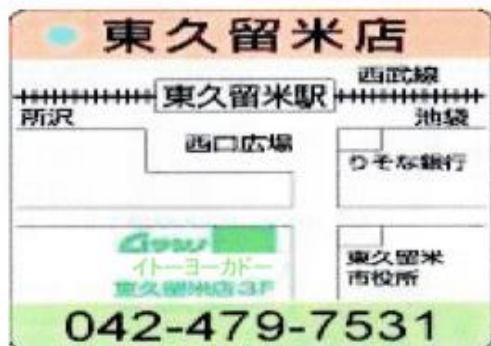 東久留米店
西武線
東久留米駅
所沢
池袋
西口広場
りそな銀行
イトーヨーカドー
東久留米店3F
東久留米
市役所
042-479-7531